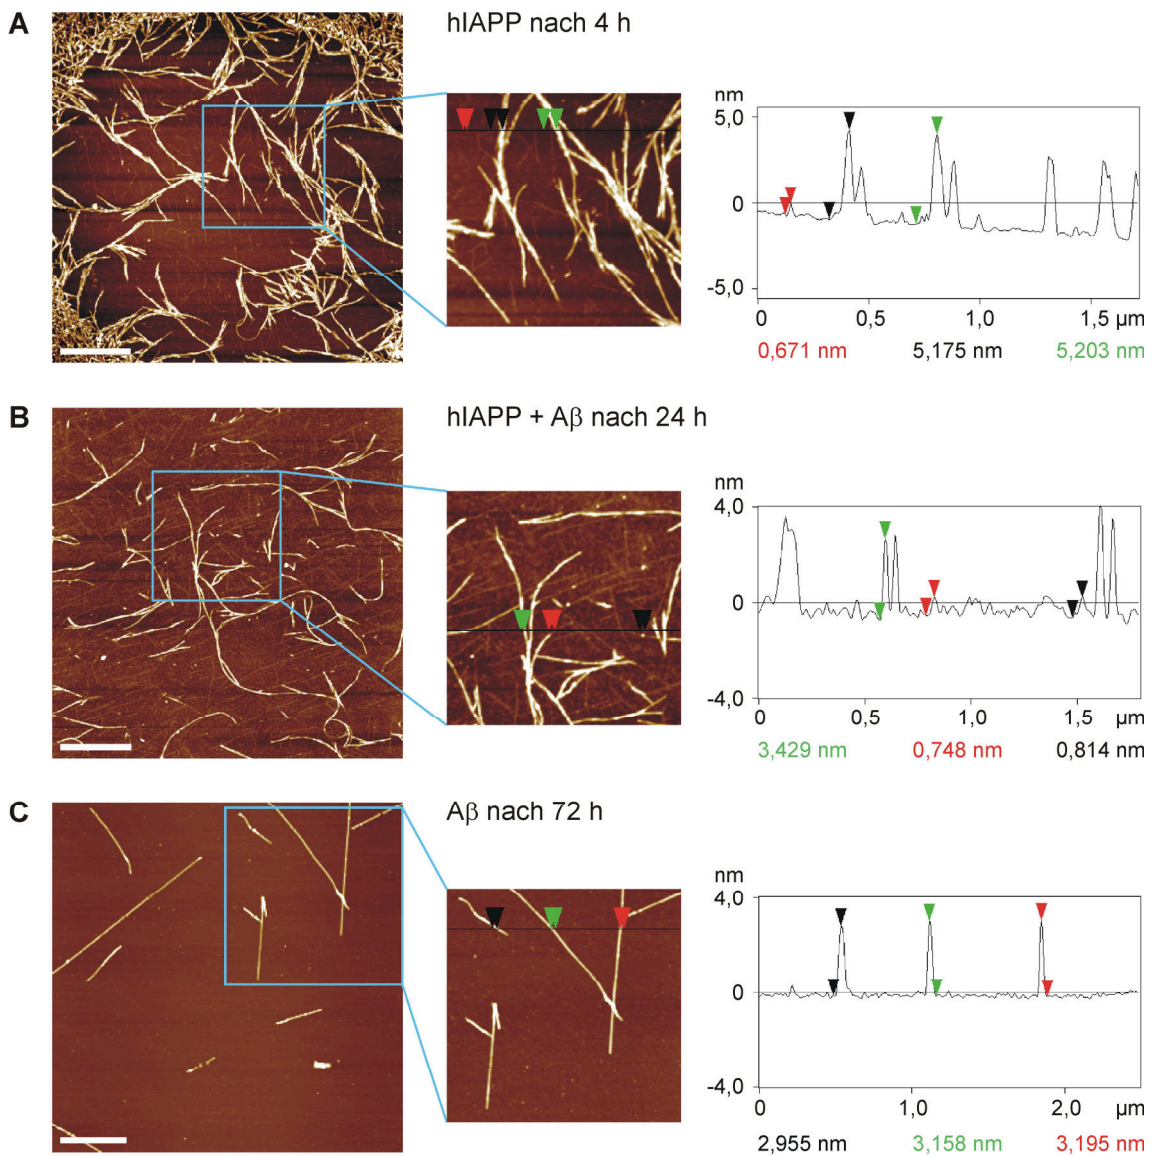 A
hIAPP nach 4 h
nm
5,0
0
-5,0
0 0,5 1,0 1,5 µm
0,671 nm 5,175 nm 5,203 nm
B
hIAPP + Aβ nach 24 h
nm
4,0
0
-4,0
0 0,5 1,0 1,5 µm
3,429 nm 0,748 nm 0,814 nm
C
Aβ nach 72 h
nm
4,0
0
-4,0
0 1,0 2,0 µm
2,955 nm 3,158 nm 3,195 nm